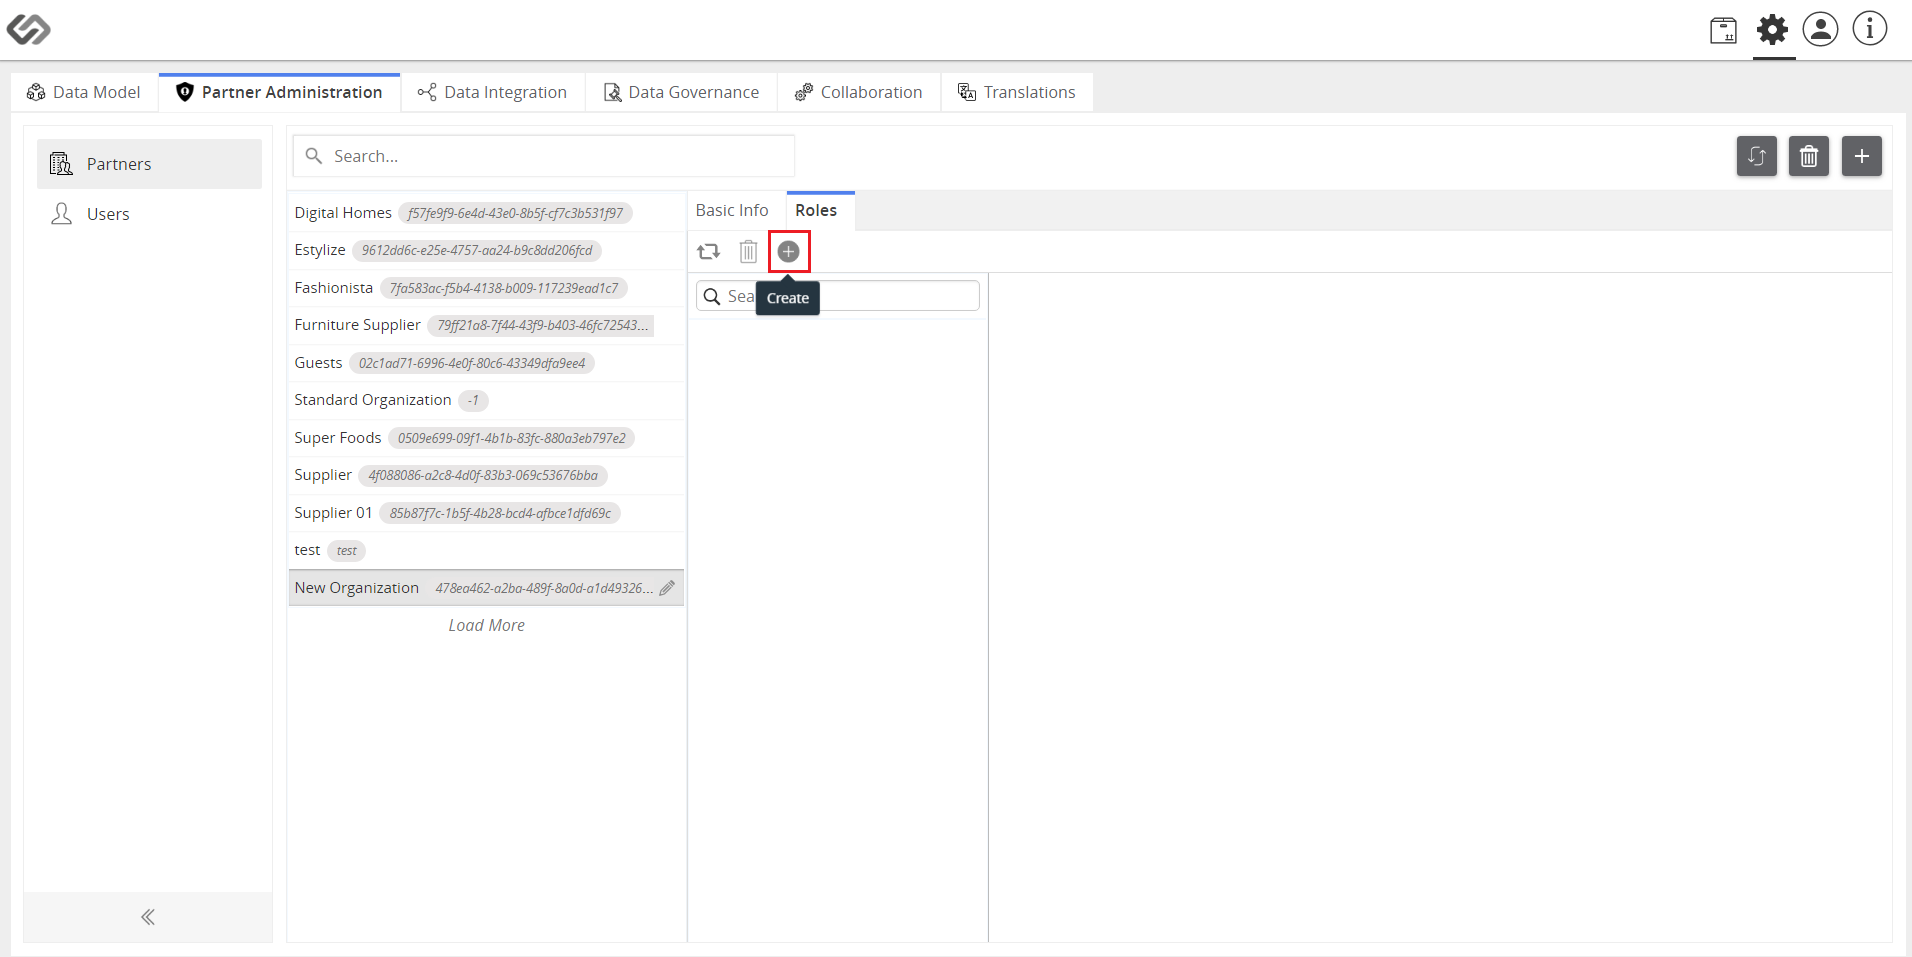 Data Model
Partner Administration
Data Integration
Data Governance
Collaboration
Translations
Partners
Users
Search...
Digital Homes f57fe9f9-6e4d-43e0-8b5f-cf7c3b531f97
Estylize 9612dd6c-e25e-4757-aa24-b9c8dd206fcd
Fashionista 7fa583ac-f5b4-4138-b009-117239ead1c7
Furniture Supplier 79ff21a8-7f44-43f9-b403-46fc72543...
Guests 02c1ad71-6996-4e0f-80c6-43349dfa9ee4
Standard Organization -1
Super Foods 0509e699-09f1-4b1b-83fc-880a3eb797e2
Supplier 4f088086-a2c8-4d0f-83b3-069c53676bba
Supplier 01 85b87f7c-1b5f-4b28-bcd4-afbce1dfd69c
test test
New Organization 478ea462-a2ba-489f-8a0d-a1d49326...
Load More
Basic Info
Roles
Sea
Create